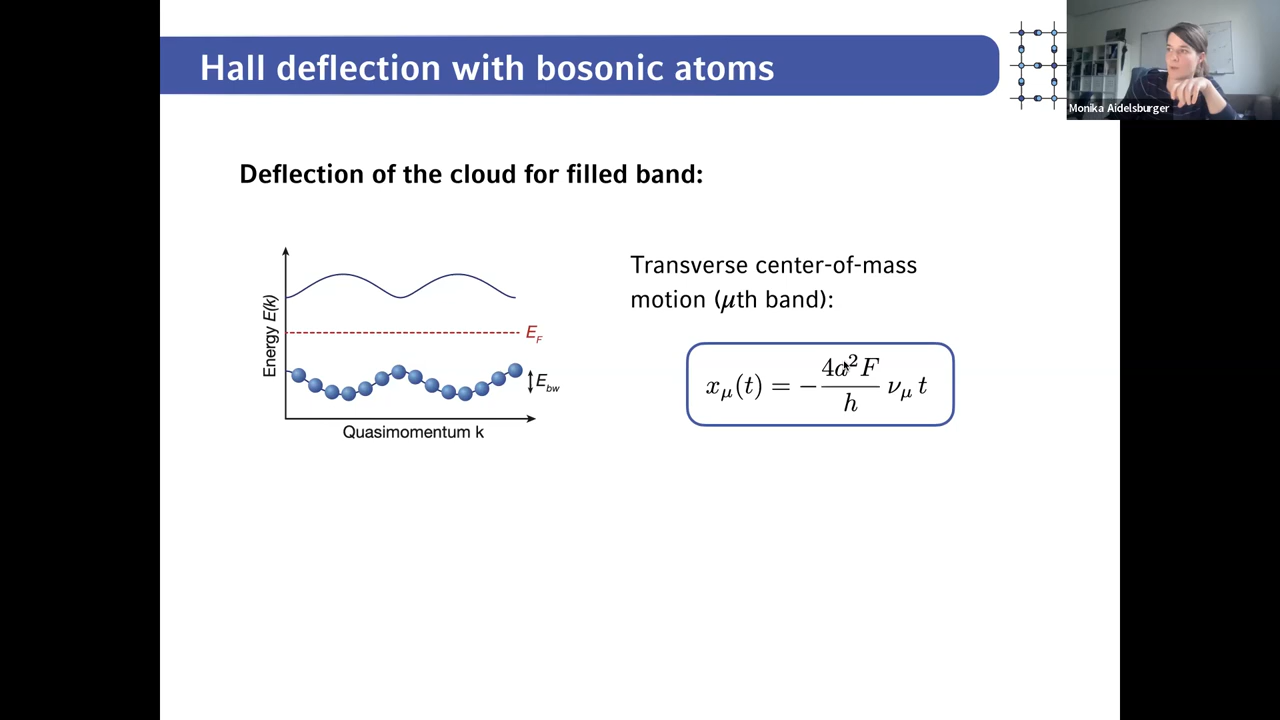 Hall deflection with bosonic atoms
Monika Aidelsburger
Deflection of the cloud for filled band:
Energy E(k)
E_F
E_bw
Quasimomentum k
Transverse center-of-mass
motion (μth band):
x_μ(t) = − 4a²F / h ν_μ t